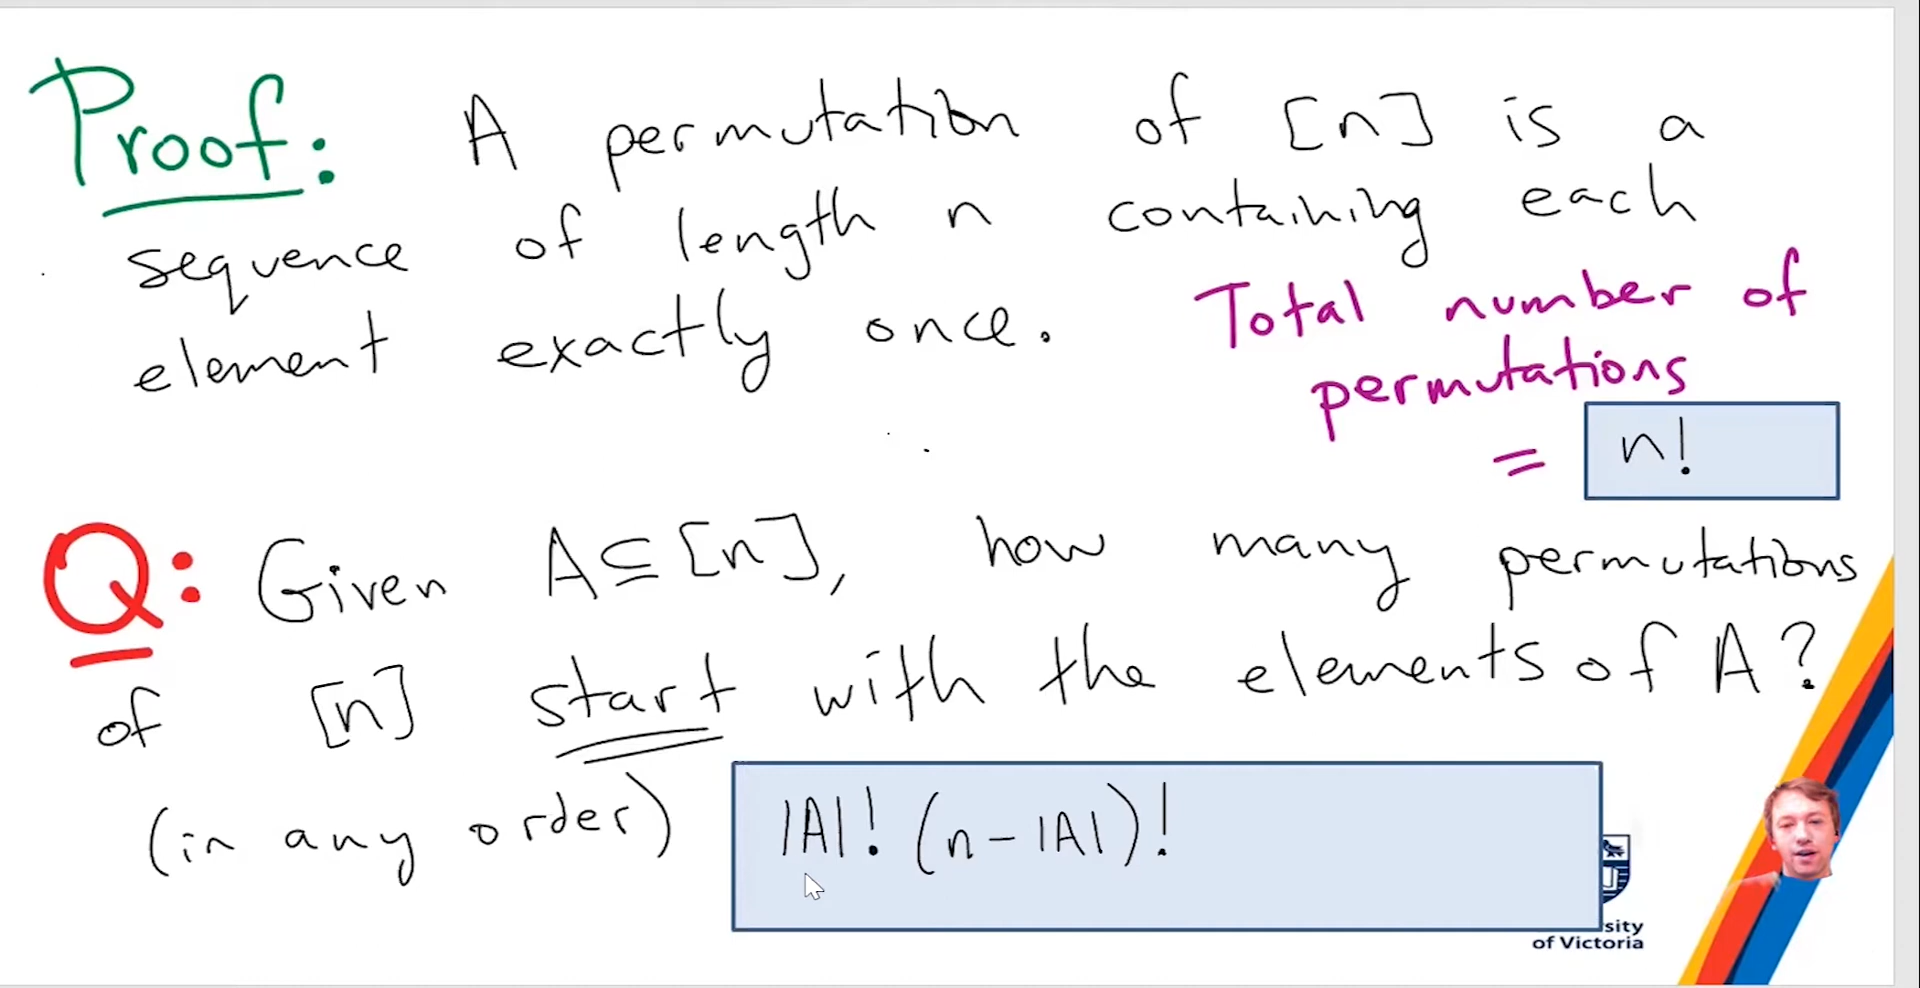 Proof: A permutation of [n] is a
sequence of length n containing each
element exactly once.
Total number of
permutations
= n!
Q: Given A⊆[n], how many permutations
of [n] start with the elements of A?
(in any order) |A|! (n-|A|)!
sity
of Victoria